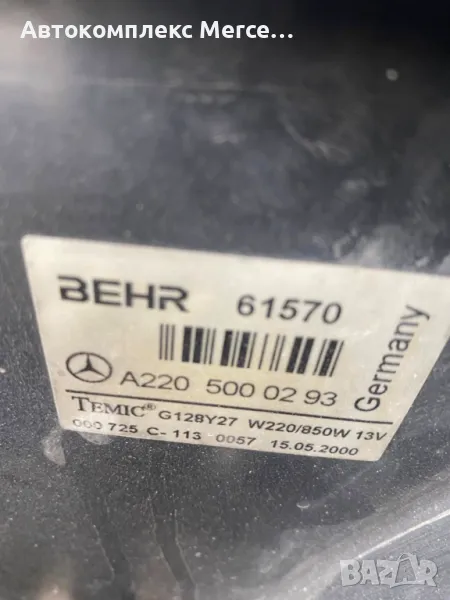 Автокомплекс Мерсе...
BEHR 61570
A220 500 02 93
Germany
TEMIC® G128Y27 W220/850W 13V
000 725 C-113 0057 15.05.2000
BAZAR